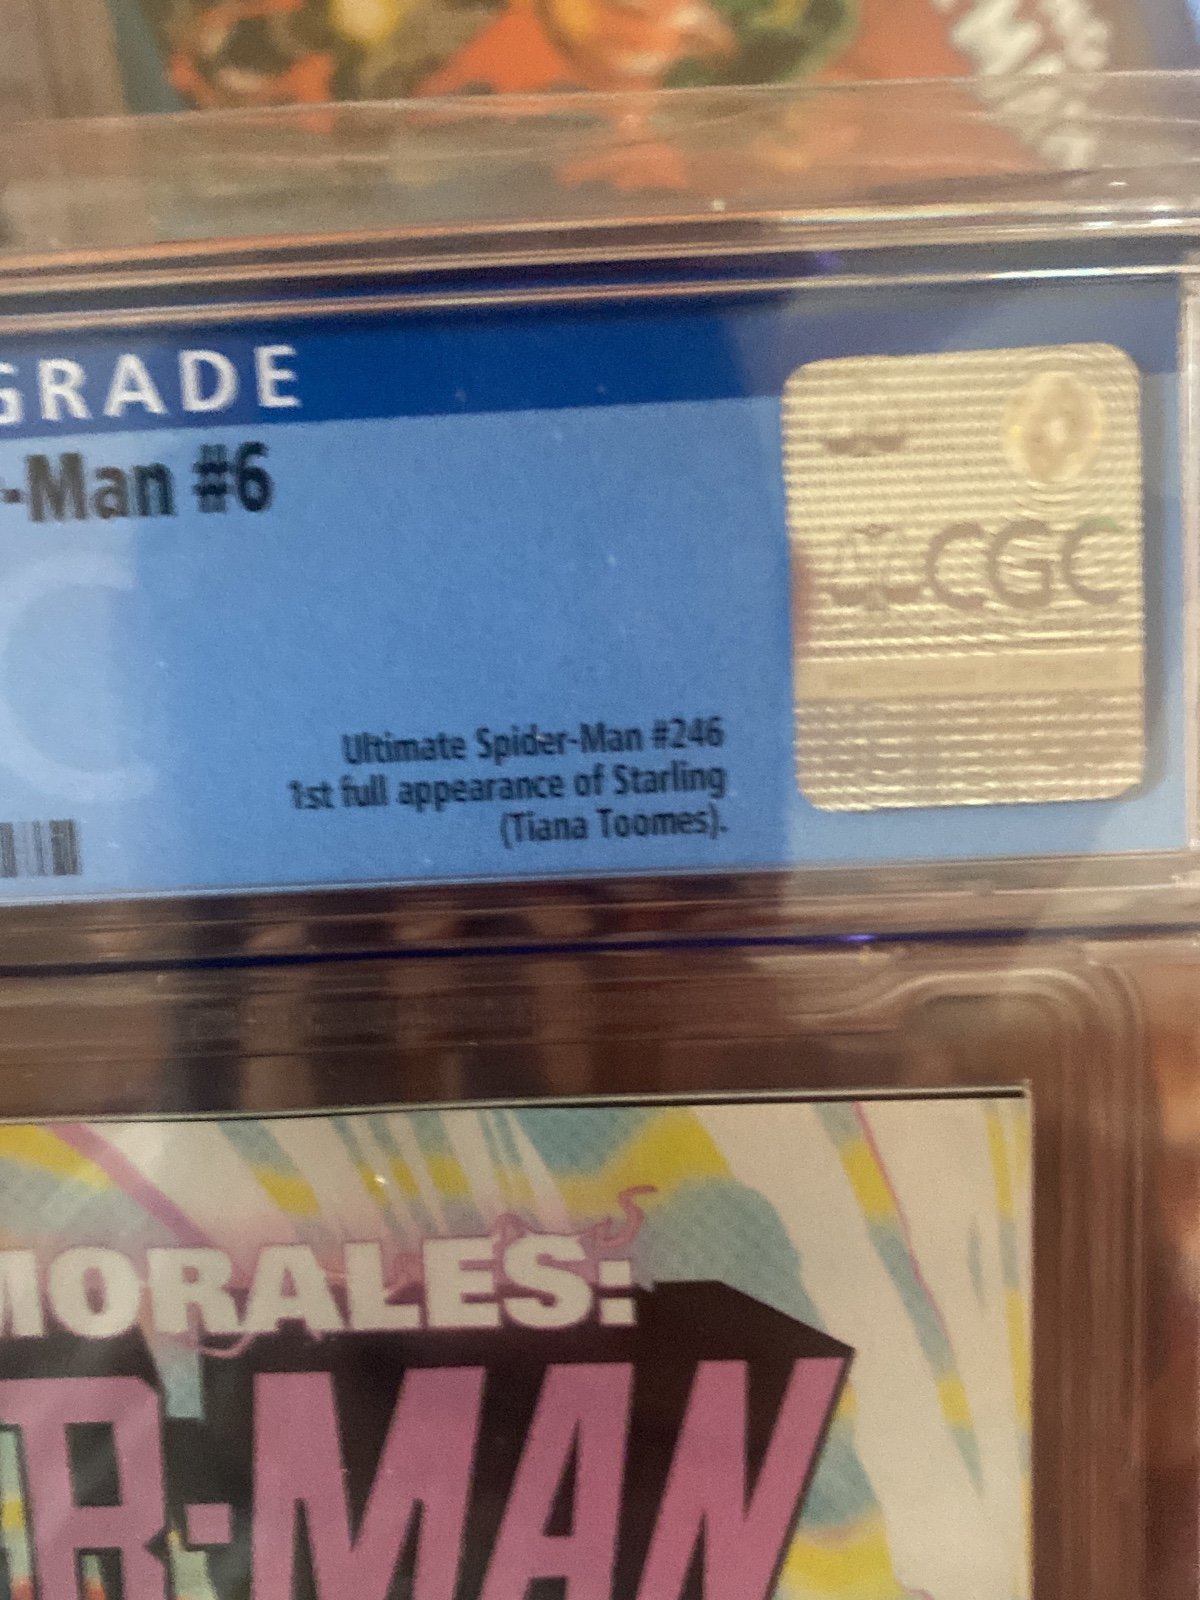 GRADE
-Man #6
CGC
Ultimate Spider-Man #246
1st full appearance of Starling
(Tiana Toomes).
MORALES:
R-MAN